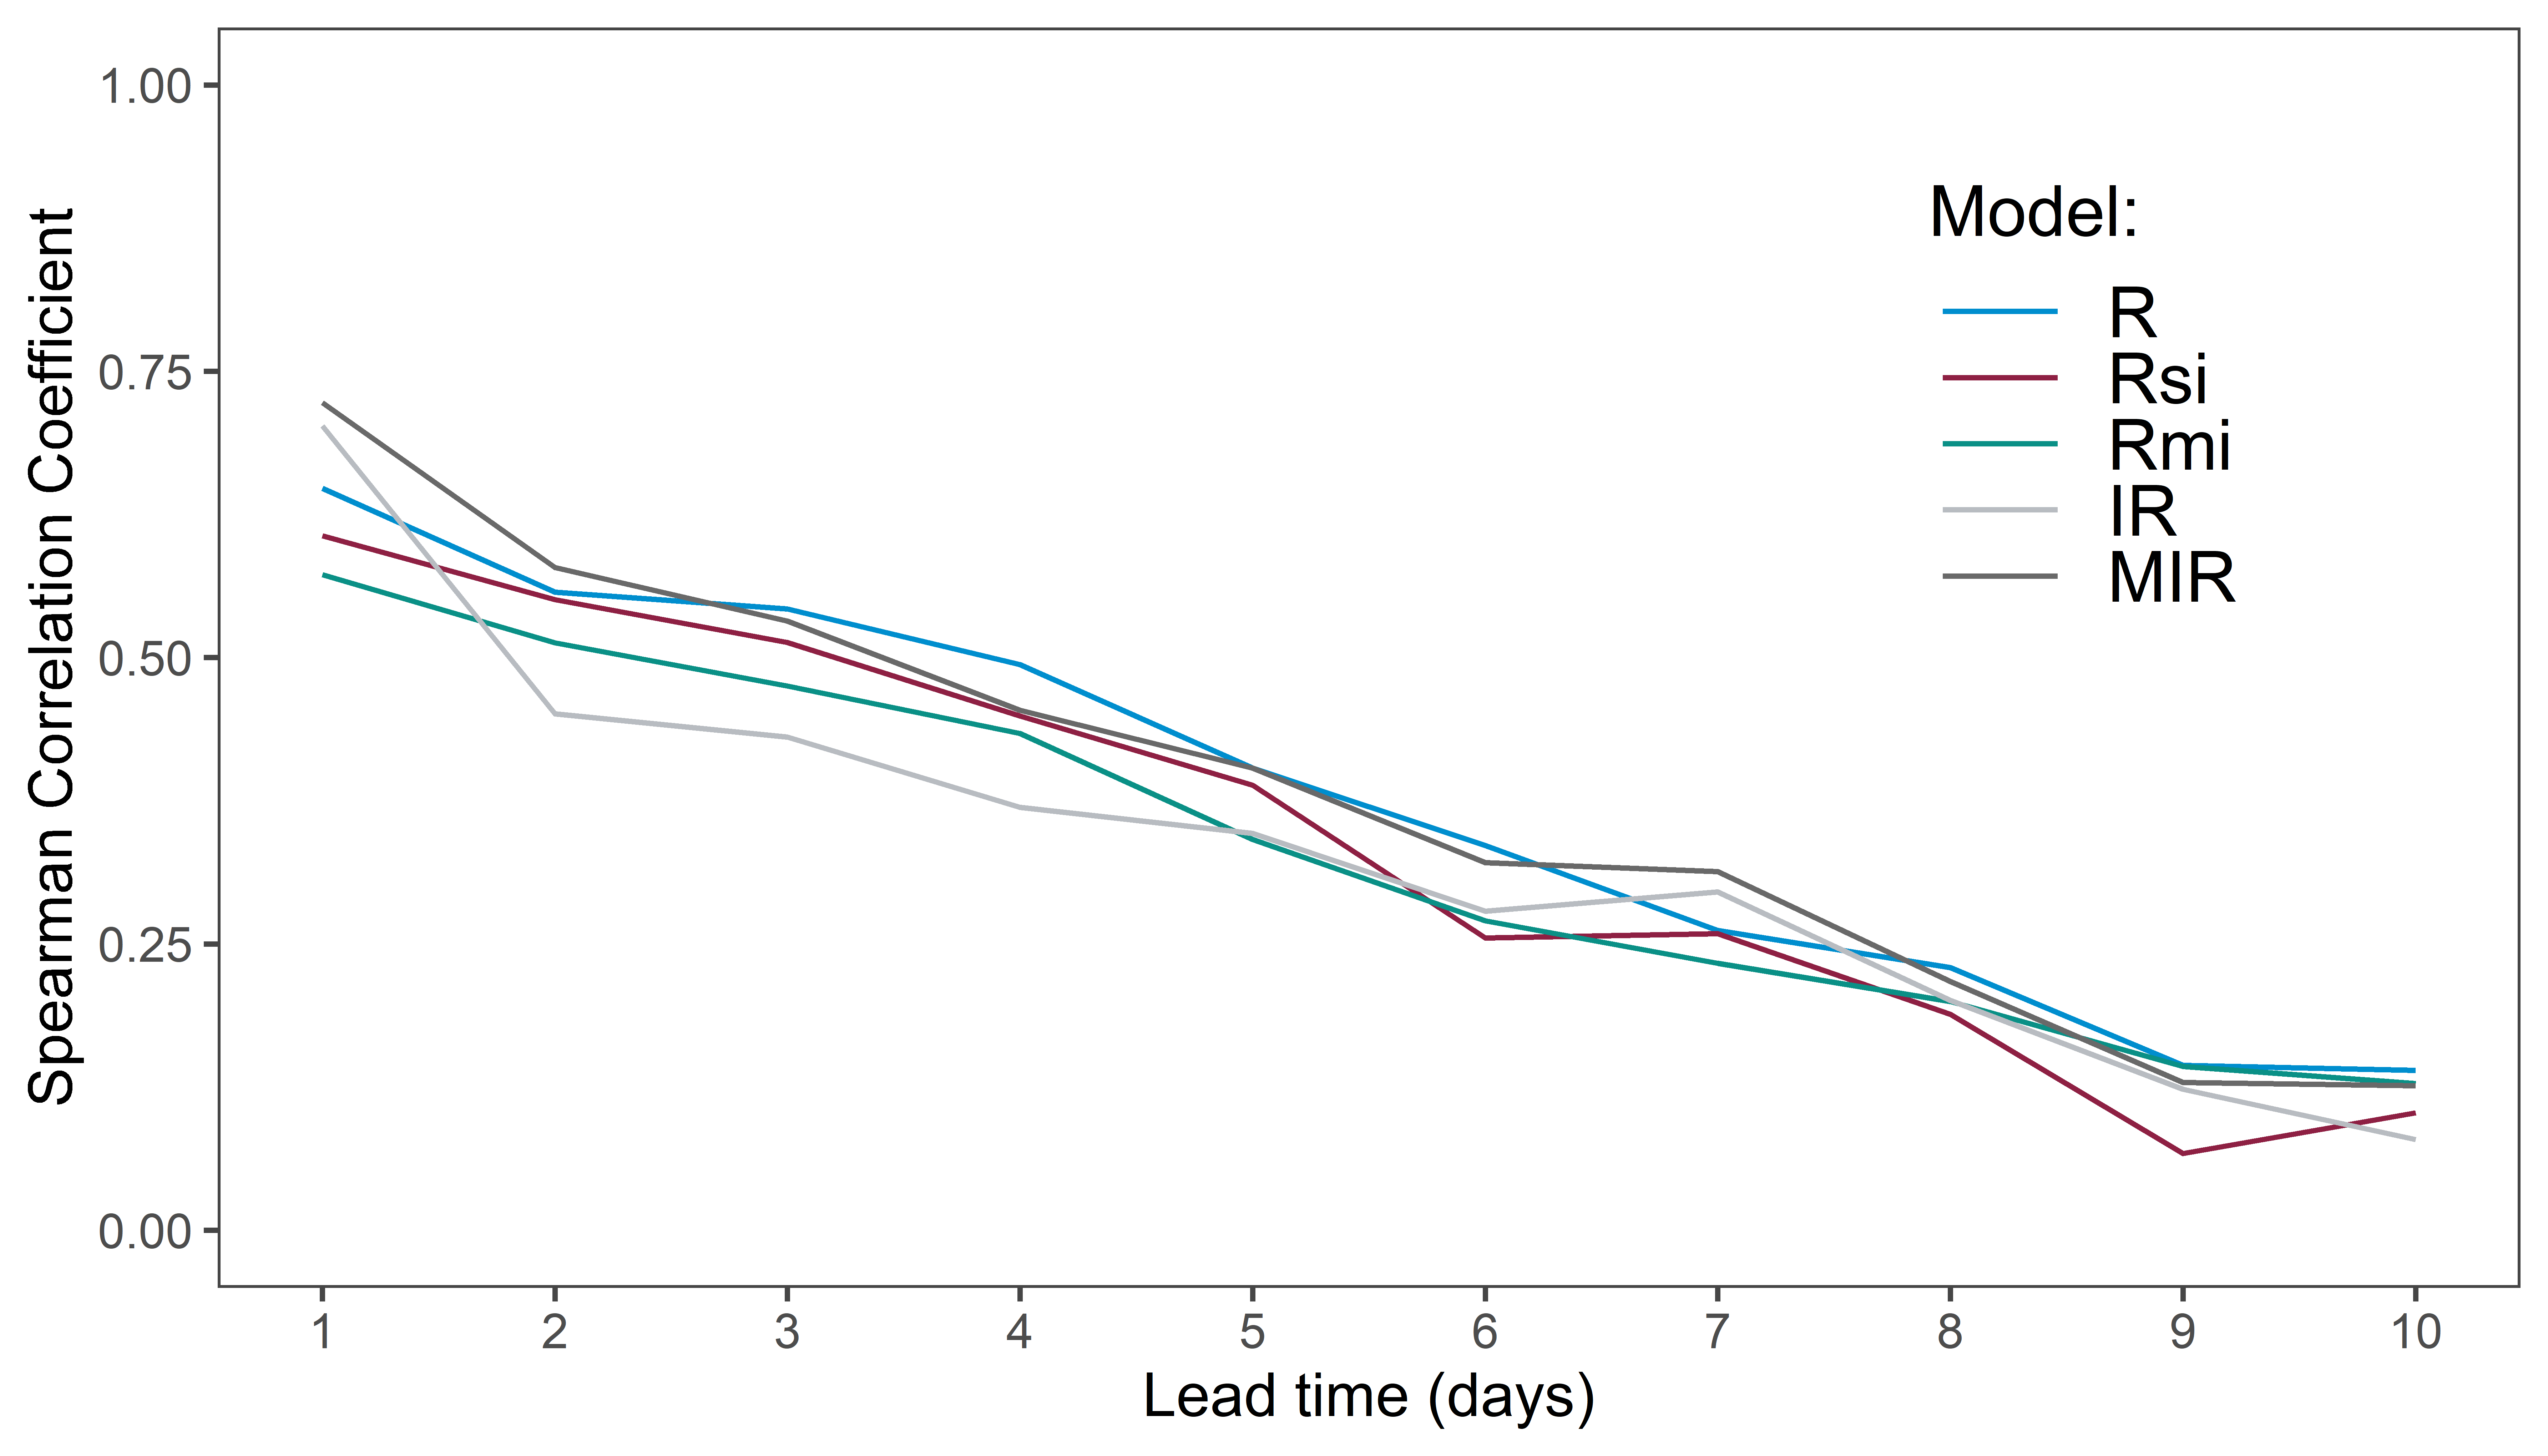 Spearman Correlation Coefficient
1.00
0.75
0.50
0.25
0.00
Model:
R
Rsi
Rmi
IR
MIR
1 2 3 4 5 6 7 8 9 10
Lead time (days)